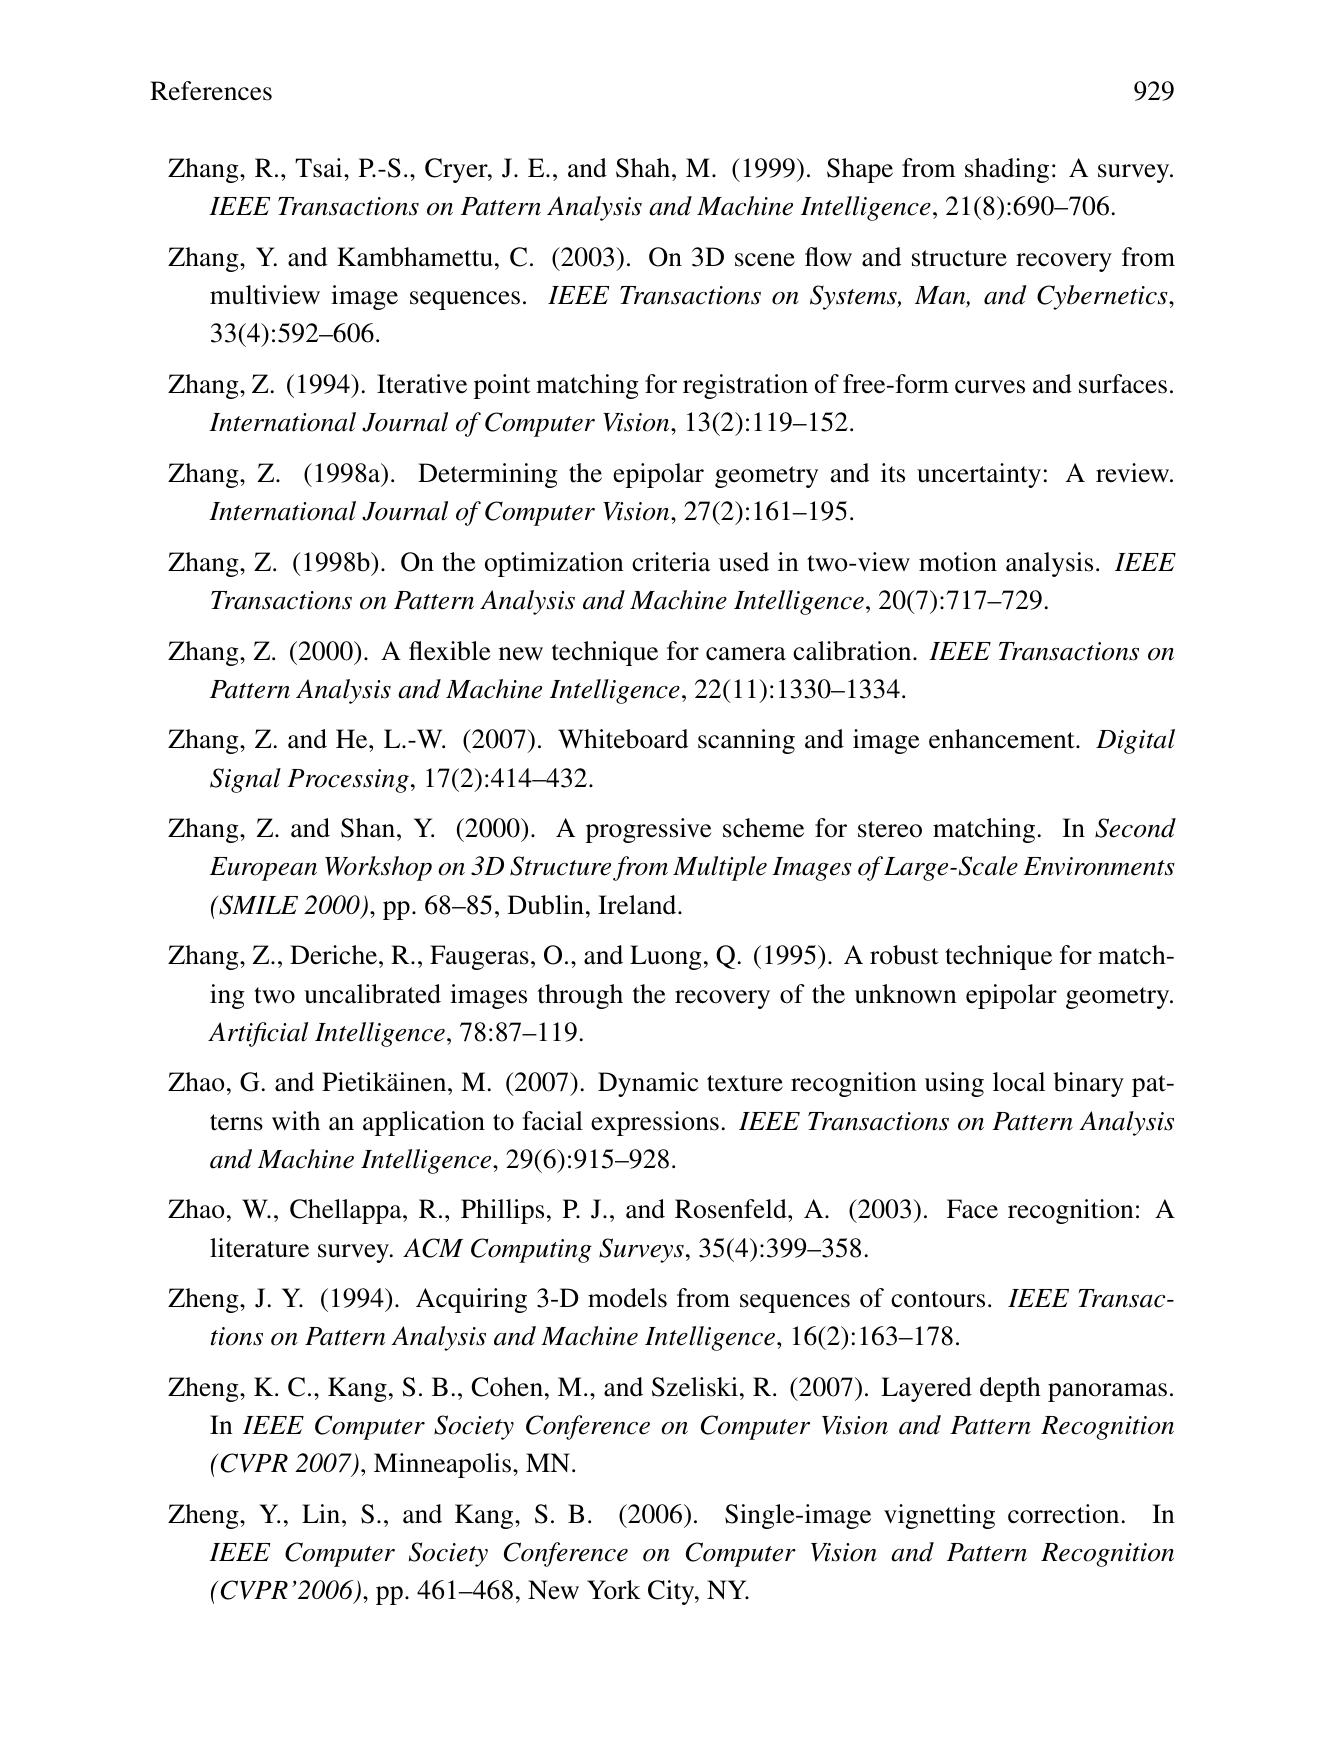 References 929
Zhang, R., Tsai, P.-S., Cryer, J. E., and Shah, M. (1999). Shape from shading: A survey.
IEEE Transactions on Pattern Analysis and Machine Intelligence, 21(8):690–706.
Zhang, Y. and Kambhamettu, C. (2003). On 3D scene flow and structure recovery from
multiview image sequences. IEEE Transactions on Systems, Man, and Cybernetics,
33(4):592–606.
Zhang, Z. (1994). Iterative point matching for registration of free-form curves and surfaces.
International Journal of Computer Vision, 13(2):119–152.
Zhang, Z. (1998a). Determining the epipolar geometry and its uncertainty: A review.
International Journal of Computer Vision, 27(2):161–195.
Zhang, Z. (1998b). On the optimization criteria used in two-view motion analysis. IEEE
Transactions on Pattern Analysis and Machine Intelligence, 20(7):717–729.
Zhang, Z. (2000). A flexible new technique for camera calibration. IEEE Transactions on
Pattern Analysis and Machine Intelligence, 22(11):1330–1334.
Zhang, Z. and He, L.-W. (2007). Whiteboard scanning and image enhancement. Digital
Signal Processing, 17(2):414–432.
Zhang, Z. and Shan, Y. (2000). A progressive scheme for stereo matching. In Second
European Workshop on 3D Structure from Multiple Images of Large-Scale Environments
(SMILE 2000), pp. 68–85, Dublin, Ireland.
Zhang, Z., Deriche, R., Faugeras, O., and Luong, Q. (1995). A robust technique for match-
ing two uncalibrated images through the recovery of the unknown epipolar geometry.
Artificial Intelligence, 78:87–119.
Zhao, G. and Pietikäinen, M. (2007). Dynamic texture recognition using local binary pat-
terns with an application to facial expressions. IEEE Transactions on Pattern Analysis
and Machine Intelligence, 29(6):915–928.
Zhao, W., Chellappa, R., Phillips, P. J., and Rosenfeld, A. (2003). Face recognition: A
literature survey. ACM Computing Surveys, 35(4):399–358.
Zheng, J. Y. (1994). Acquiring 3-D models from sequences of contours. IEEE Transac-
tions on Pattern Analysis and Machine Intelligence, 16(2):163–178.
Zheng, K. C., Kang, S. B., Cohen, M., and Szeliski, R. (2007). Layered depth panoramas.
In IEEE Computer Society Conference on Computer Vision and Pattern Recognition
(CVPR 2007), Minneapolis, MN.
Zheng, Y., Lin, S., and Kang, S. B. (2006). Single-image vignetting correction. In
IEEE Computer Society Conference on Computer Vision and Pattern Recognition
(CVPR’2006), pp. 461–468, New York City, NY.